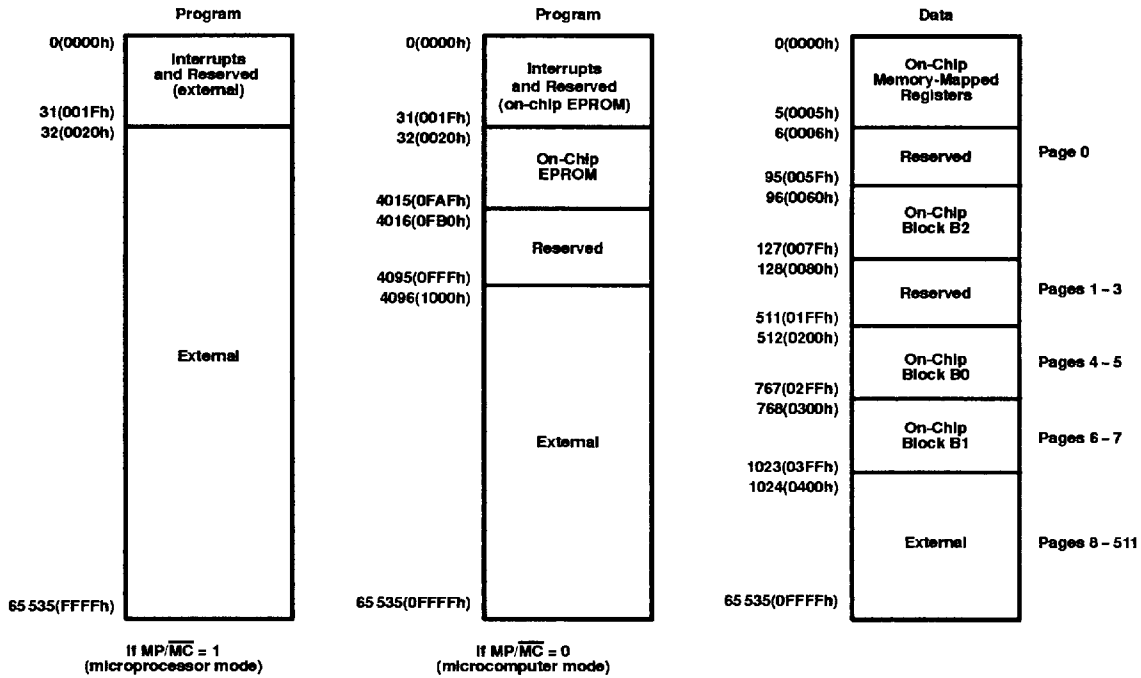 Program
0(0000h)
Interrupts
and Reserved
(external)
31(001Fh)
32(0020h)
External
65 535(FFFFh)
If MP/M̅C̅ = 1
(microprocessor mode)
Program
0(0000h)
Interrupts
and Reserved
(on-chip EPROM)
31(001Fh)
32(0020h)
On-Chip
EPROM
4015(0FAFh)
4016(0FB0h)
Reserved
4095(0FFFh)
4096(1000h)
External
65 535(0FFFFh)
If MP/M̅C̅ = 0
(microcomputer mode)
Data
0(0000h)
On-Chip
Memory-Mapped
Registers
5(0005h)
6(0006h)
Reserved
Page 0
95(005Fh)
96(0060h)
On-Chip
Block B2
127(007Fh)
128(0080h)
Reserved
Pages 1 – 3
511(01FFh)
512(0200h)
On-Chip
Block B0
Pages 4 – 5
767(02FFh)
768(0300h)
On-Chip
Block B1
Pages 6 – 7
1023(03FFh)
1024(0400h)
External
Pages 8 – 511
65 535(0FFFFh)